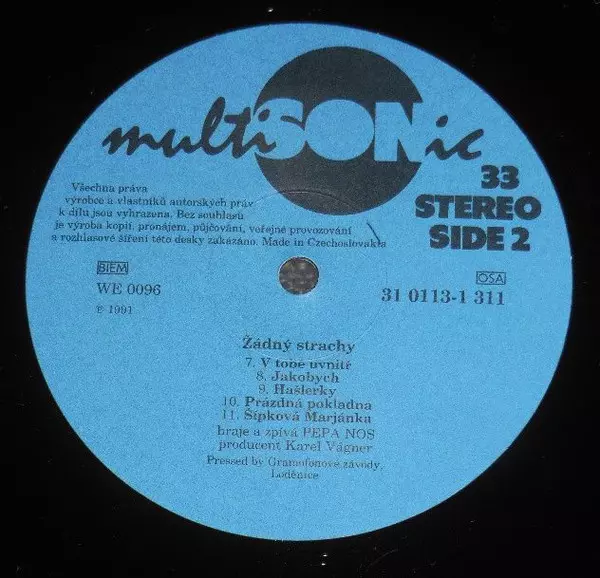 multiSONic
33
STEREO
SIDE 2
Všechna práva
výrobce a vlastníků autorských práv
k dílu jsou vyhrazena. Bez souhlasu
je výroba kopií, pronájem, půjčování, veřejné provozování
a rozhlasové šíření této desky zakázáno. Made in Czechoslovakia
BIEM
OSA
WE 0096
31 0113-1 311
℗ 1991
Žádný strachy
7. V tobě uvnitř
8. Jakobych
9. Hašlerky
10. Prázdná pokladna
11. Šípková Marjánka
hraje a zpívá PEPA NOS
producent Karel Vágner
Pressed by Gramofonové závody,
Loděnice